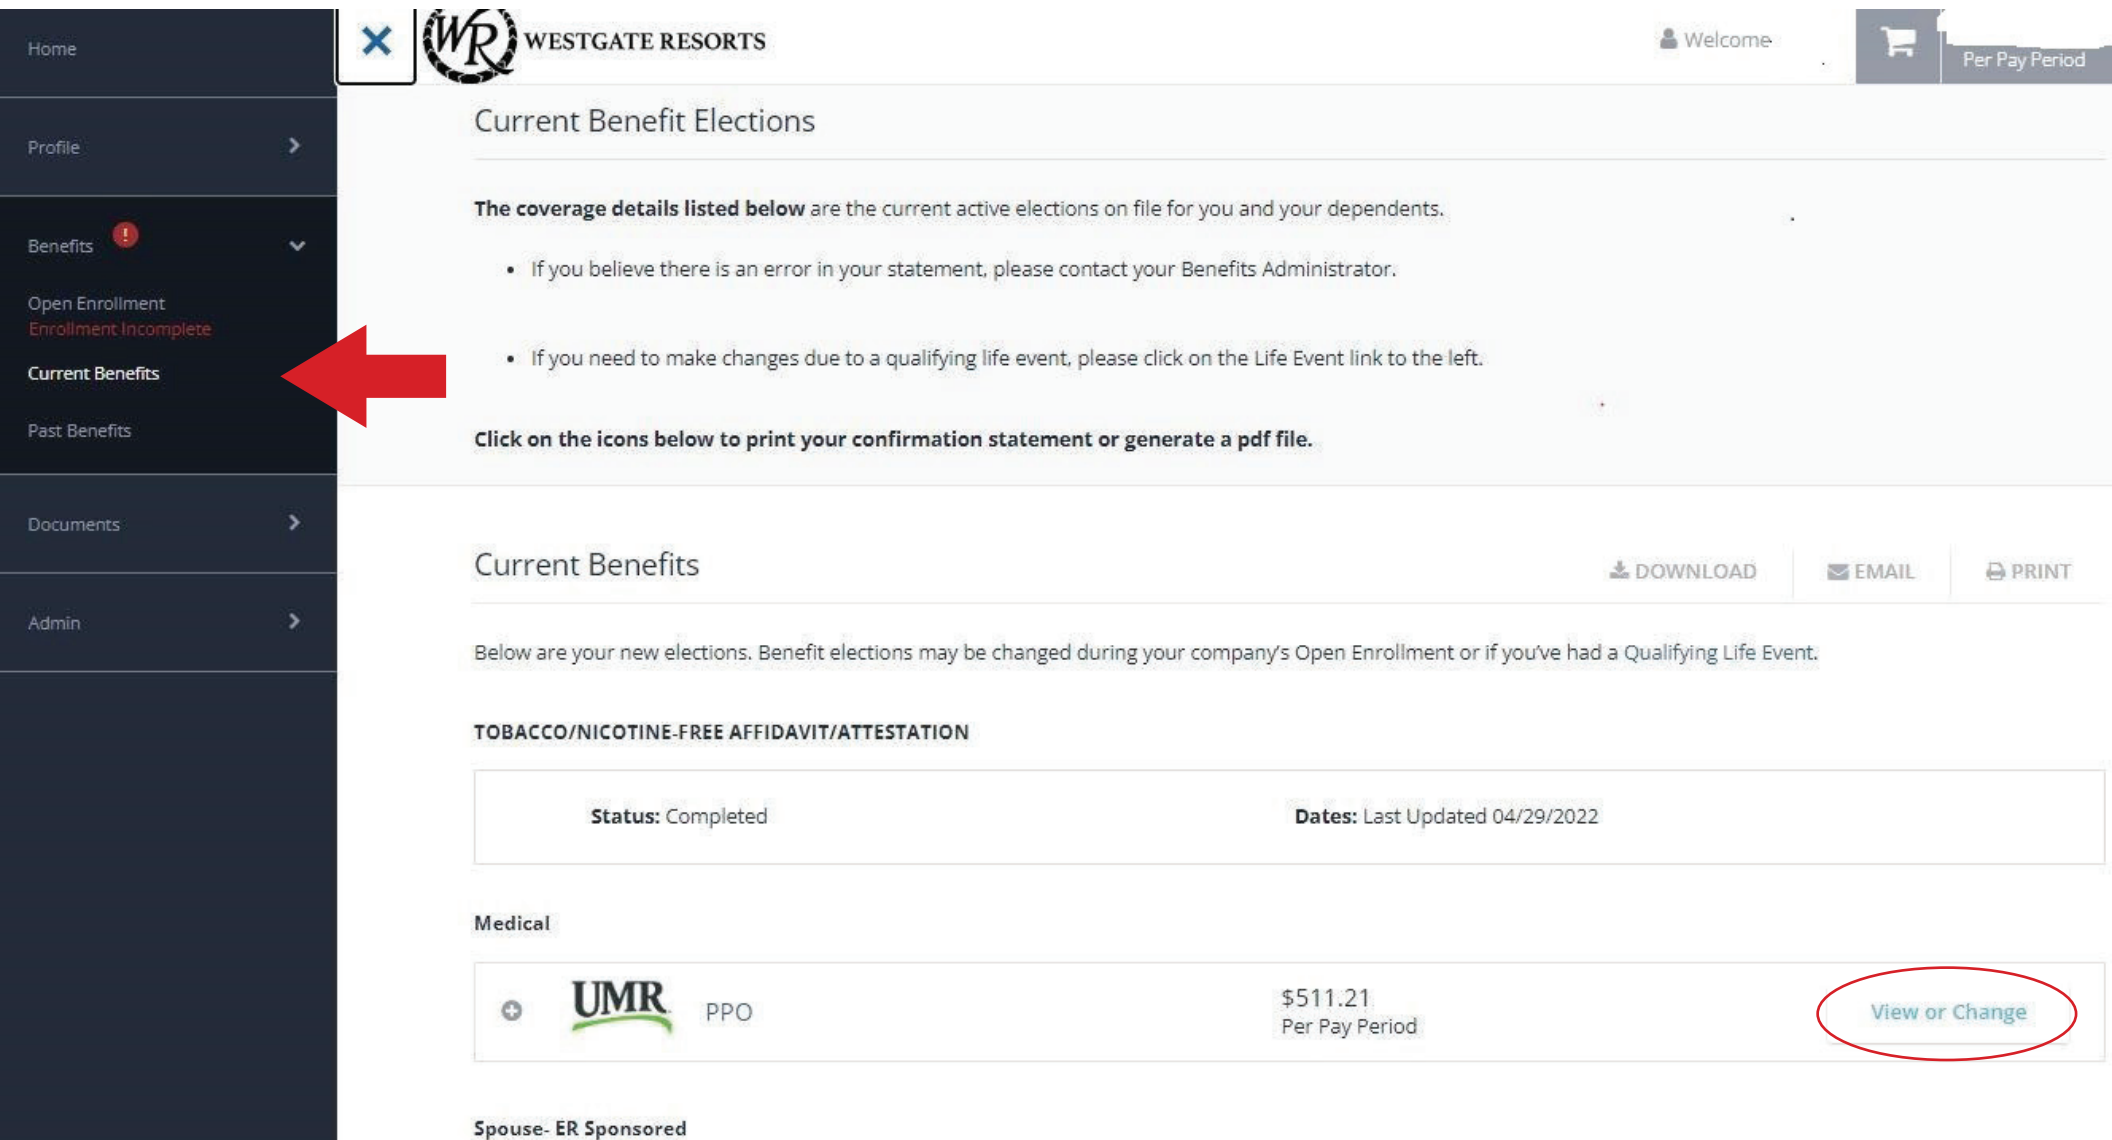 Home
WR WESTGATE RESORTS
Welcome
Per Pay Period
Profile
Benefits !
Open Enrollment
Enrollment Incomplete
Current Benefits
Past Benefits
Documents
Admin
Current Benefit Elections
The coverage details listed below are the current active elections on file for you and your dependents.
• If you believe there is an error in your statement, please contact your Benefits Administrator.
• If you need to make changes due to a qualifying life event, please click on the Life Event link to the left.
Click on the icons below to print your confirmation statement or generate a pdf file.
Current Benefits
DOWNLOAD EMAIL PRINT
Below are your new elections. Benefit elections may be changed during your company's Open Enrollment or if you've had a Qualifying Life Event.
TOBACCO/NICOTINE-FREE AFFIDAVIT/ATTESTATION
Status: Completed Dates: Last Updated 04/29/2022
Medical
UMR PPO
$511.21
Per Pay Period
View or Change
Spouse- ER Sponsored